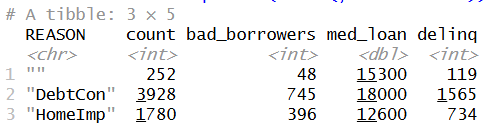 # A tibble: 3 × 5
REASON count bad_borrowers med_loan delinq
<chr> <int> <int> <dbl> <int>
1 "" 252 48 15300 119
2 "DebtCon" 3928 745 18000 1565
3 "HomeImp" 1780 396 12600 734